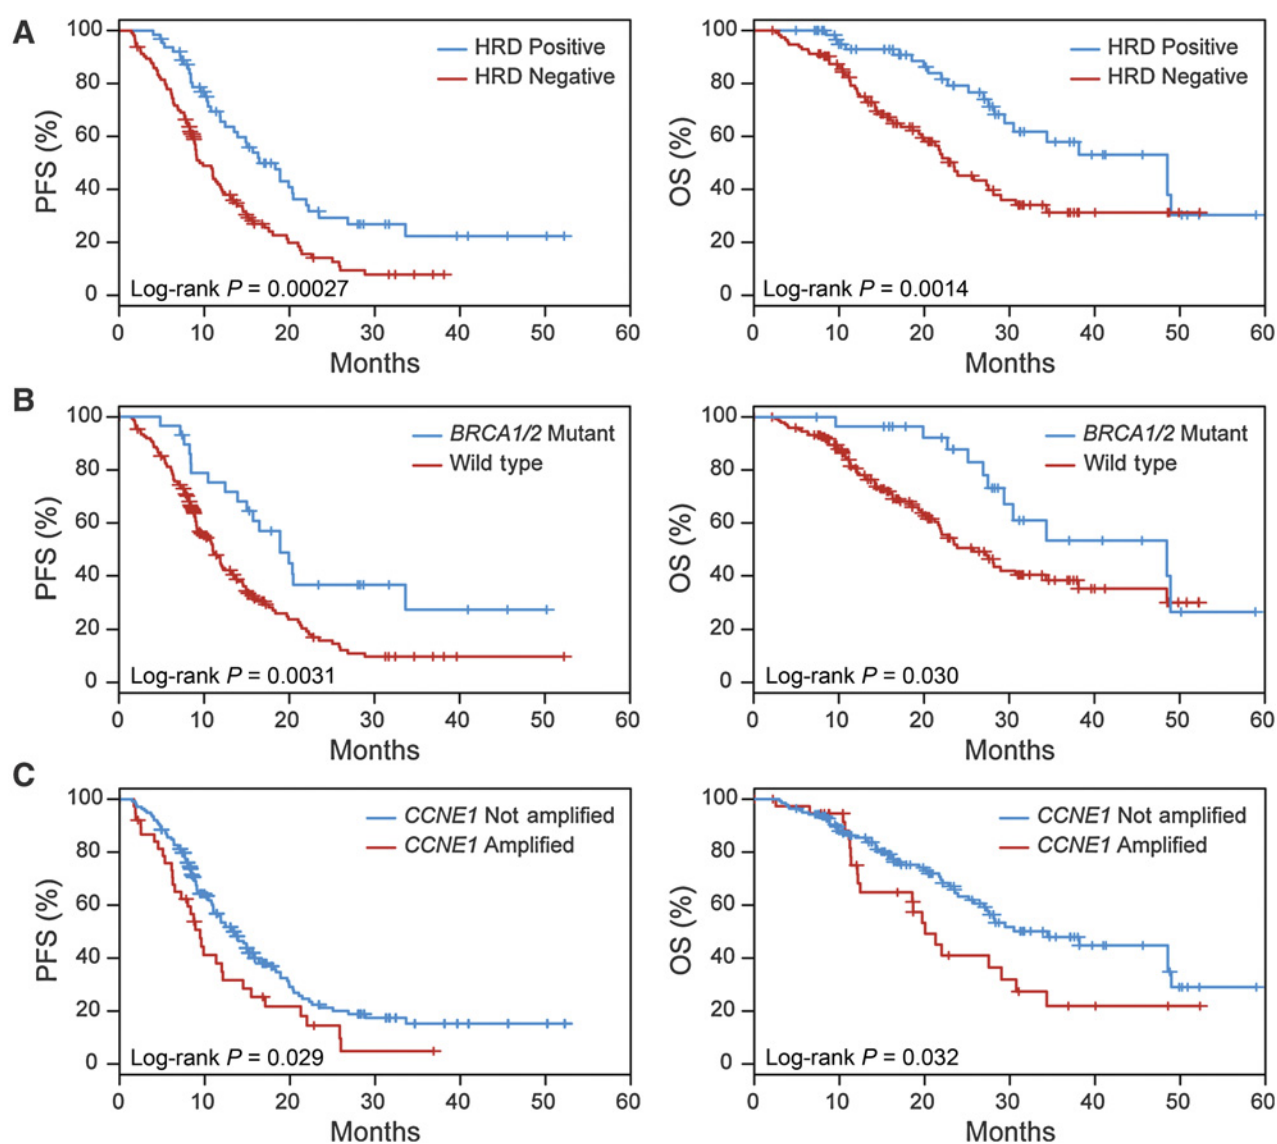 A
100
80
60
40
20
0
PFS (%)
HRD Positive
HRD Negative
Log-rank P = 0.00027
0 10 20 30 40 50 60
Months
100
80
60
40
20
0
OS (%)
HRD Positive
HRD Negative
Log-rank P = 0.0014
0 10 20 30 40 50 60
Months
B
100
80
60
40
20
0
PFS (%)
BRCA1/2 Mutant
Wild type
Log-rank P = 0.0031
0 10 20 30 40 50 60
Months
100
80
60
40
20
0
OS (%)
BRCA1/2 Mutant
Wild type
Log-rank P = 0.030
0 10 20 30 40 50 60
Months
C
100
80
60
40
20
0
PFS (%)
CCNE1 Not amplified
CCNE1 Amplified
Log-rank P = 0.029
0 10 20 30 40 50 60
Months
100
80
60
40
20
0
OS (%)
CCNE1 Not amplified
CCNE1 Amplified
Log-rank P = 0.032
0 10 20 30 40 50 60
Months